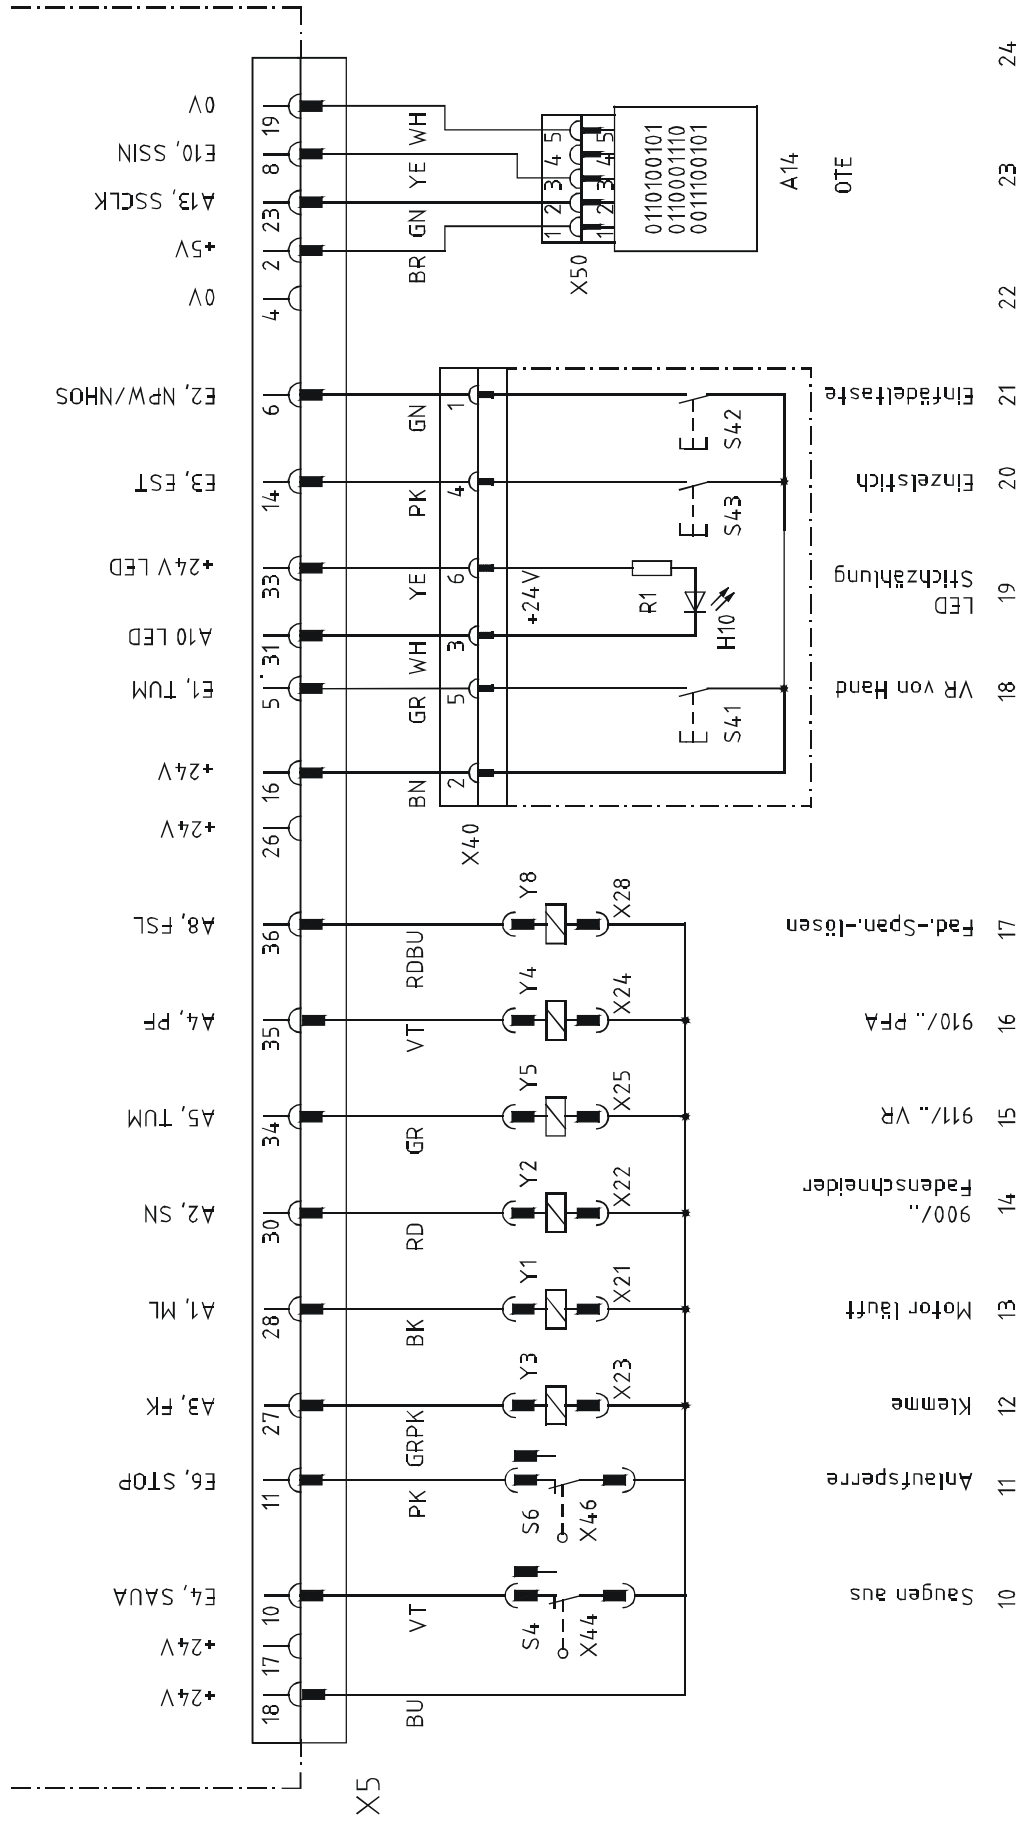 0V
19
WH
E10, SSIN
8
YE
A13, SSCLK
23
GN
+5V
2
BR
0V
4
X50
1 2 3 4 5
1 2 3 4 5
0110100101
0110001110
0011100101
A14
OTE
E2, NPW/NHOS
6
GN
1
S42
Einfädeltaste
E3, EST
14
PK
4
S43
Einzelstich
+24V LED
33
YE
6
+24V
R1
H10
LED
Stichzählung
A10 LED
31
WH
3
E1, TUM
5
GR
5
S41
VR von Hand
+24V
16
BN
2
X40
+24V
26
A8, FSL
36
RDBU
Y8
X28
Fad.-Span.-lösen
A4, PF
35
VT
Y4
X24
910/.. PFA
A5, TUM
34
GR
Y5
X25
911/.. VR
A2, SN
30
RD
Y2
X22
900/..
Fadenschneider
A1, ML
28
BK
Y1
X21
Motor läuft
A3, FK
27
GRPK
Y3
X23
Klemme
E6, STOP
11
PK
S6
X46
Anlaufsperre
E4, SAUA
10
VT
S4
X44
Saugen aus
+24V
17
+24V
18
BU
X5
24
23
22
21
20
19
18
17
16
15
14
13
12
11
10